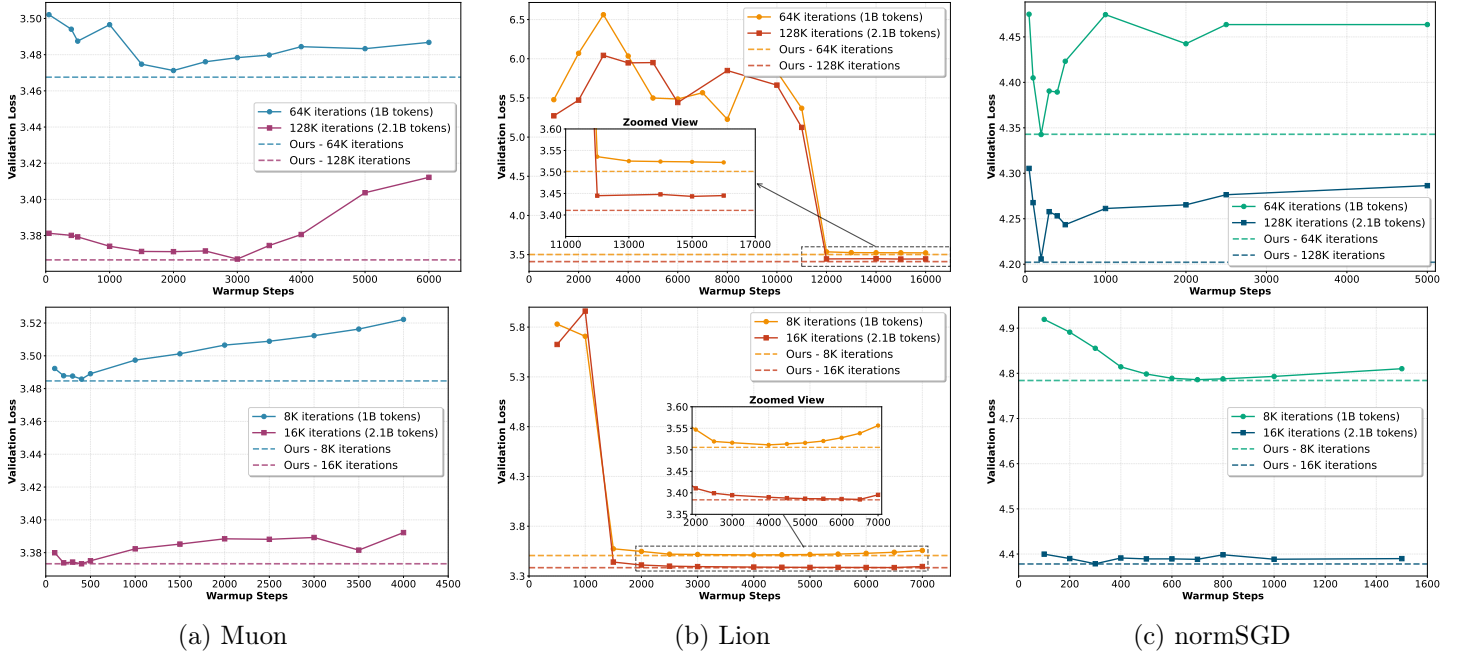 3.50
3.48
3.46
3.44
3.42
3.40
3.38
Validation Loss
64K iterations (1B tokens)
128K iterations (2.1B tokens)
Ours - 64K iterations
Ours - 128K iterations
0 1000 2000 3000 4000 5000 6000
Warmup Steps
6.5
6.0
5.5
5.0
4.5
4.0
3.5
Validation Loss
64K iterations (1B tokens)
128K iterations (2.1B tokens)
Ours - 64K iterations
Ours - 128K iterations
Zoomed View
3.60
3.55
3.50
3.45
3.40
11000 13000 15000 17000
0 2000 4000 6000 8000 10000 12000 14000 16000
Warmup Steps
4.45
4.40
4.35
4.30
4.25
4.20
Validation Loss
64K iterations (1B tokens)
128K iterations (2.1B tokens)
Ours - 64K iterations
Ours - 128K iterations
0 1000 2000 3000 4000 5000
Warmup Steps
3.52
3.50
3.48
3.46
3.44
3.42
3.40
3.38
Validation Loss
8K iterations (1B tokens)
16K iterations (2.1B tokens)
Ours - 8K iterations
Ours - 16K iterations
0 500 1000 1500 2000 2500 3000 3500 4000 4500
Warmup Steps
5.8
5.3
4.8
4.3
3.8
3.3
Validation Loss
8K iterations (1B tokens)
16K iterations (2.1B tokens)
Ours - 8K iterations
Ours - 16K iterations
Zoomed View
3.60
3.55
3.50
3.45
3.40
3.35
2000 3000 4000 5000 6000 7000
0 1000 2000 3000 4000 5000 6000 7000
Warmup Steps
4.9
4.8
4.7
4.6
4.5
4.4
Validation Loss
8K iterations (1B tokens)
16K iterations (2.1B tokens)
Ours - 8K iterations
Ours - 16K iterations
0 200 400 600 800 1000 1200 1400 1600
Warmup Steps
(a) Muon
(b) Lion
(c) normSGD